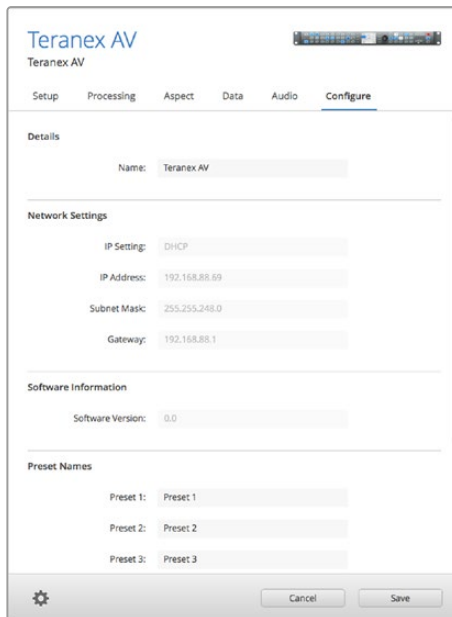 Teranex AV
Teranex AV
Setup Processing Aspect Data Audio Configure
Details
Name: Teranex AV
Network Settings
IP Setting: DHCP
IP Address: 192.168.88.69
Subnet Mask: 255.255.248.0
Gateway: 192.168.88.1
Software Information
Software Version: 0.0
Preset Names
Preset 1: Preset 1
Preset 2: Preset 2
Preset 3: Preset 3
Cancel Save